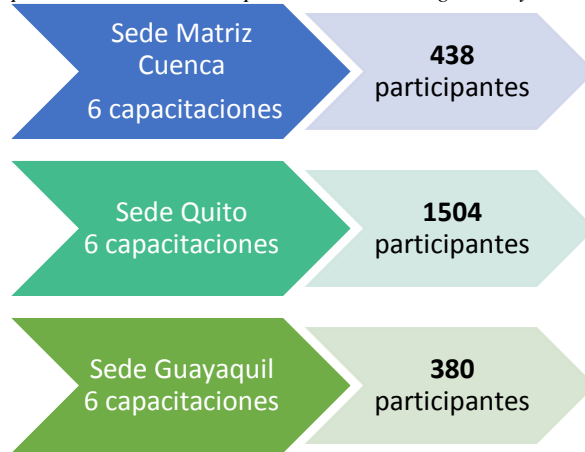 Sede Matriz
Cuenca
6 capacitaciones
438
participantes
Sede Quito
6 capacitaciones
1504
participantes
Sede Guayaquil
6 capacitaciones
380
participantes